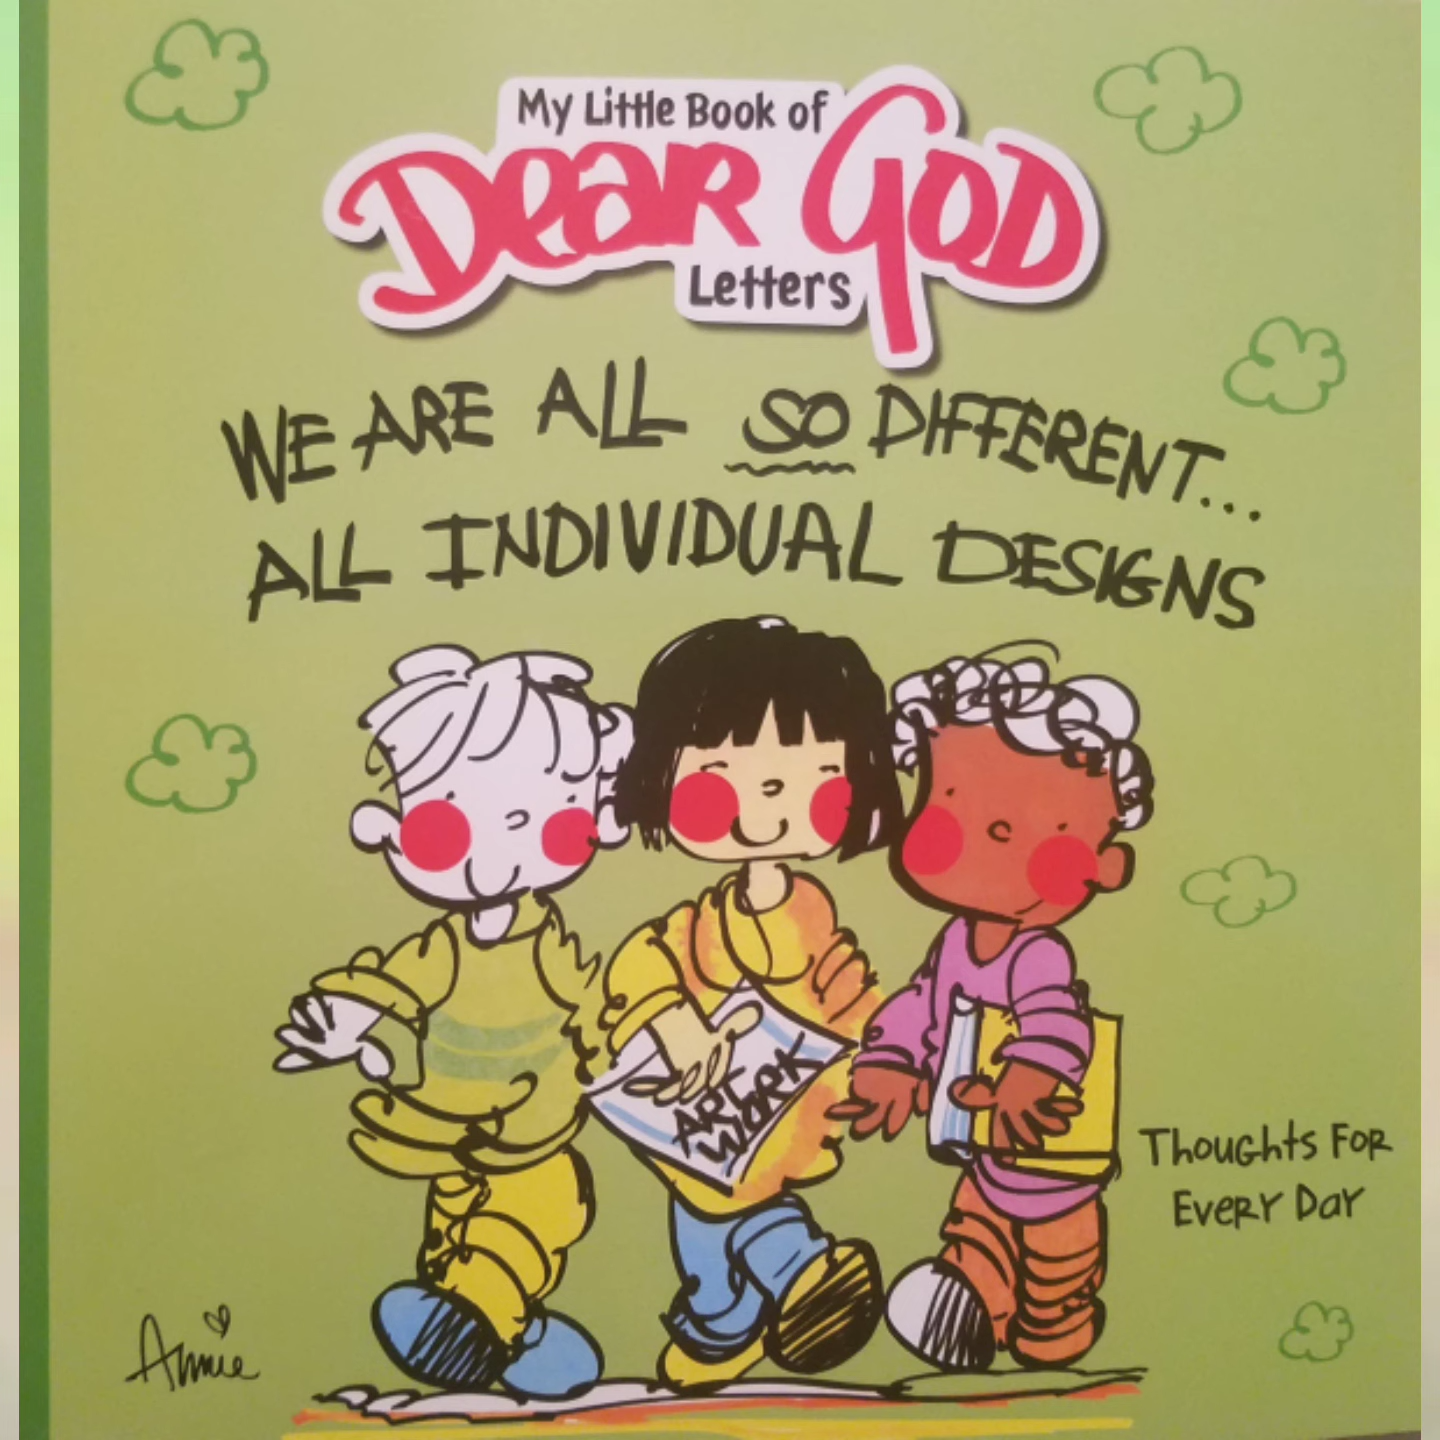 My Little Book of
Dear God
Letters
WE ARE ALL SO DIFFERENT...
ALL INDIVIDUAL DESIGNS
ART
WORK
Thoughts For
Every Day
Annie